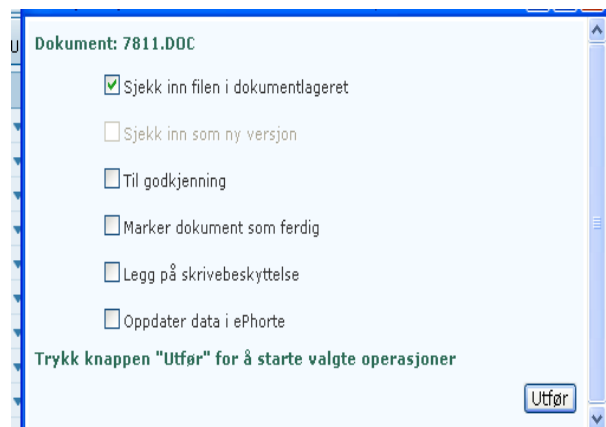 U
Dokument: 7811.DOC
Sjekk inn filen i dokumentlageret
Sjekk inn som ny versjon
Til godkjenning
Marker dokument som ferdig
Legg på skrivebeskyttelse
Oppdater data i ePhorte
Trykk knappen "Utfør" for å starte valgte operasjoner
Utfør